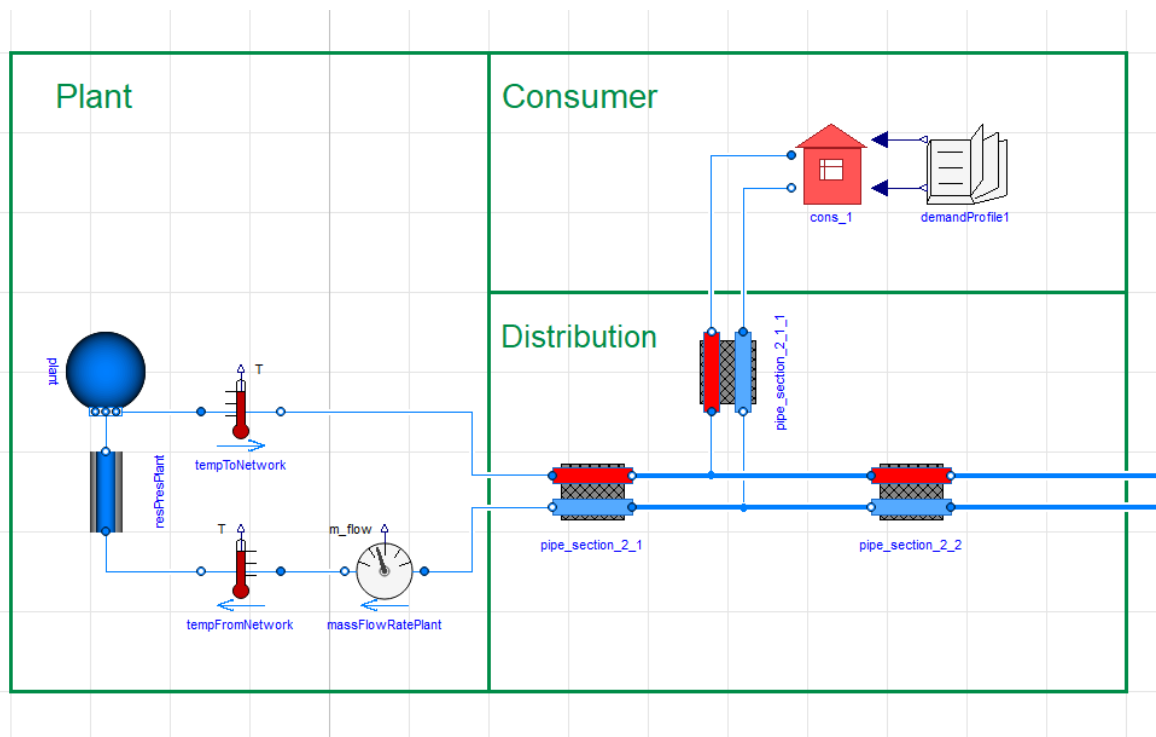 Plant
Consumer
cons_1
demandProfile1
Distribution
pipe_section_2_1_1
plant
T
tempToNetwork
resPresPlant
pipe_section_2_1
pipe_section_2_2
T
m_flow
tempFromNetwork
massFlowRatePlant